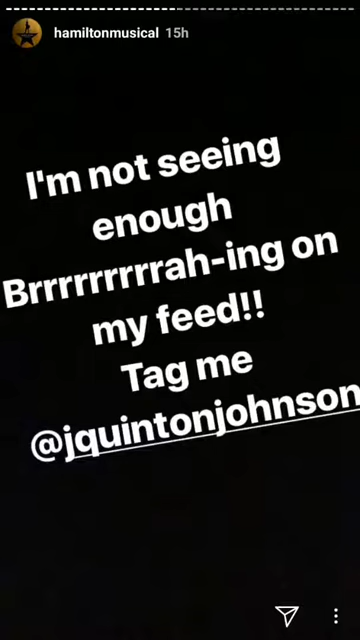 hamiltonmusical 15h
I'm not seeing
enough
Brrrrrrrrrah-ing on
my feed!!
Tag me
@jquintonjohnson